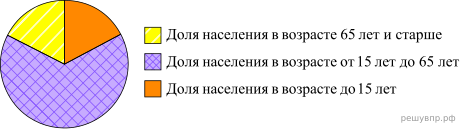 Доля населения в возрасте 65 лет и старше
Доля населения в возрасте от 15 лет до 65 лет
Доля населения в возрасте до 15 лет
решувпр.рф